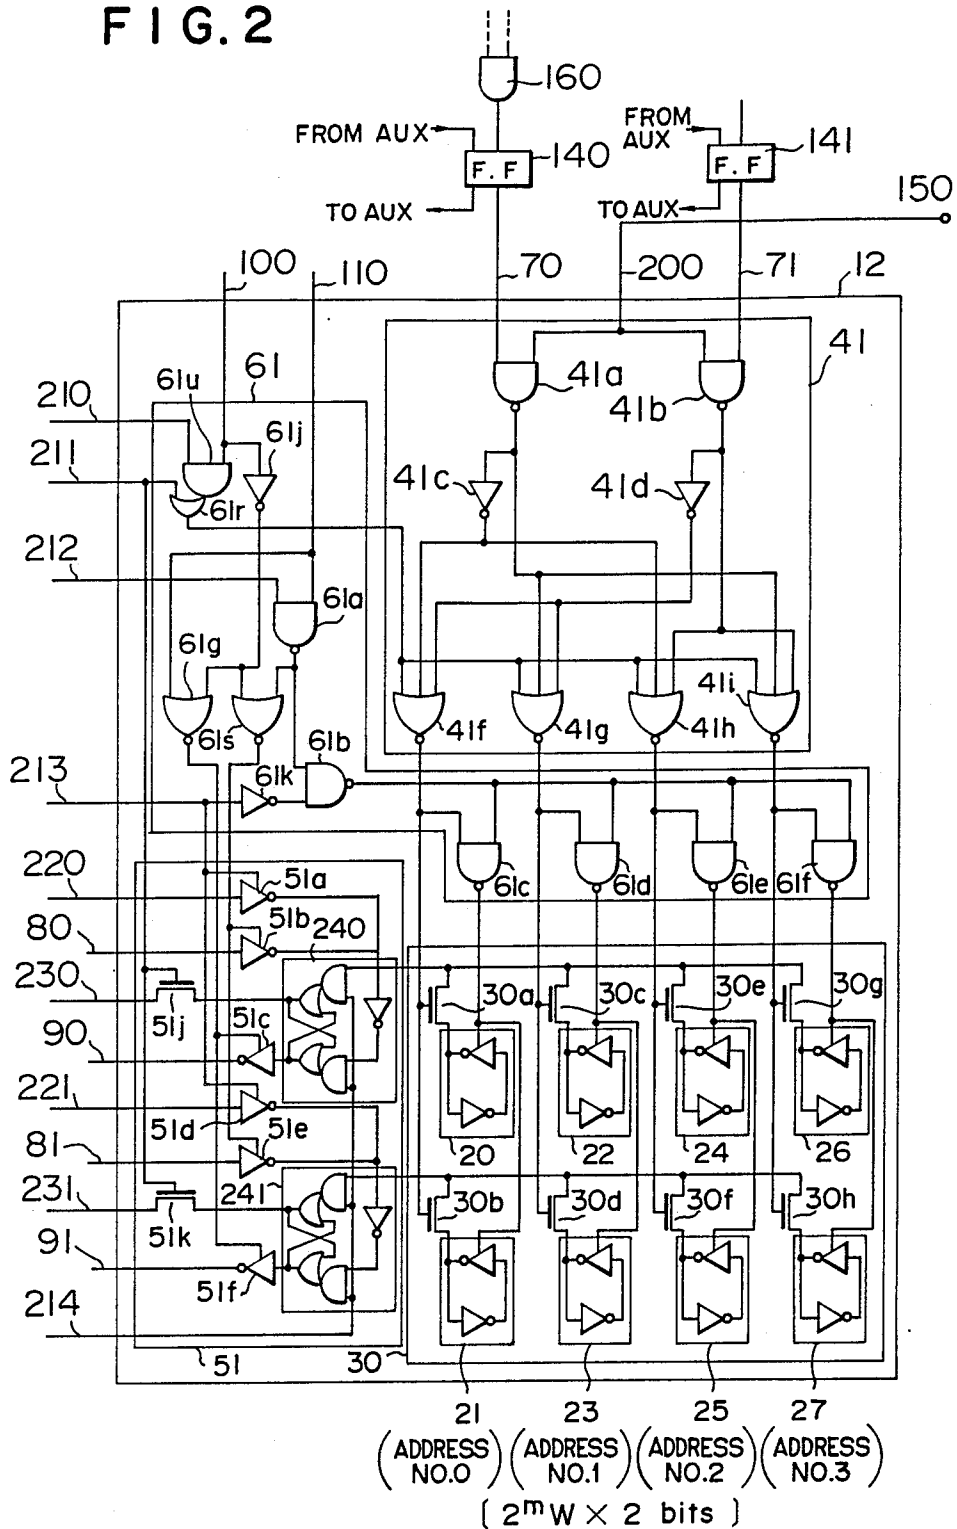 FIG. 2
160
FROM AUX
FROM AUX
F. F
140
F. F
141
TO AUX
TO AUX
150
100
110
70
200
71
12
61
41
210
61u
41a
41b
211
61j
41c
41d
61r
212
61a
61g
41i
61s
41f
41g
41h
213
61b
61k
220
51a
61c
61d
61e
61f
80
51b
240
230
30a
30c
30e
30g
51j
51c
90
221
51d
51e
20
22
24
26
81
241
231
30b
30d
30f
30h
51k
91
51f
214
51
30
21
23
25
27
(ADDRESS NO.0)
(ADDRESS NO.1)
(ADDRESS NO.2)
(ADDRESS NO.3)
[2ᵐW × 2 bits]